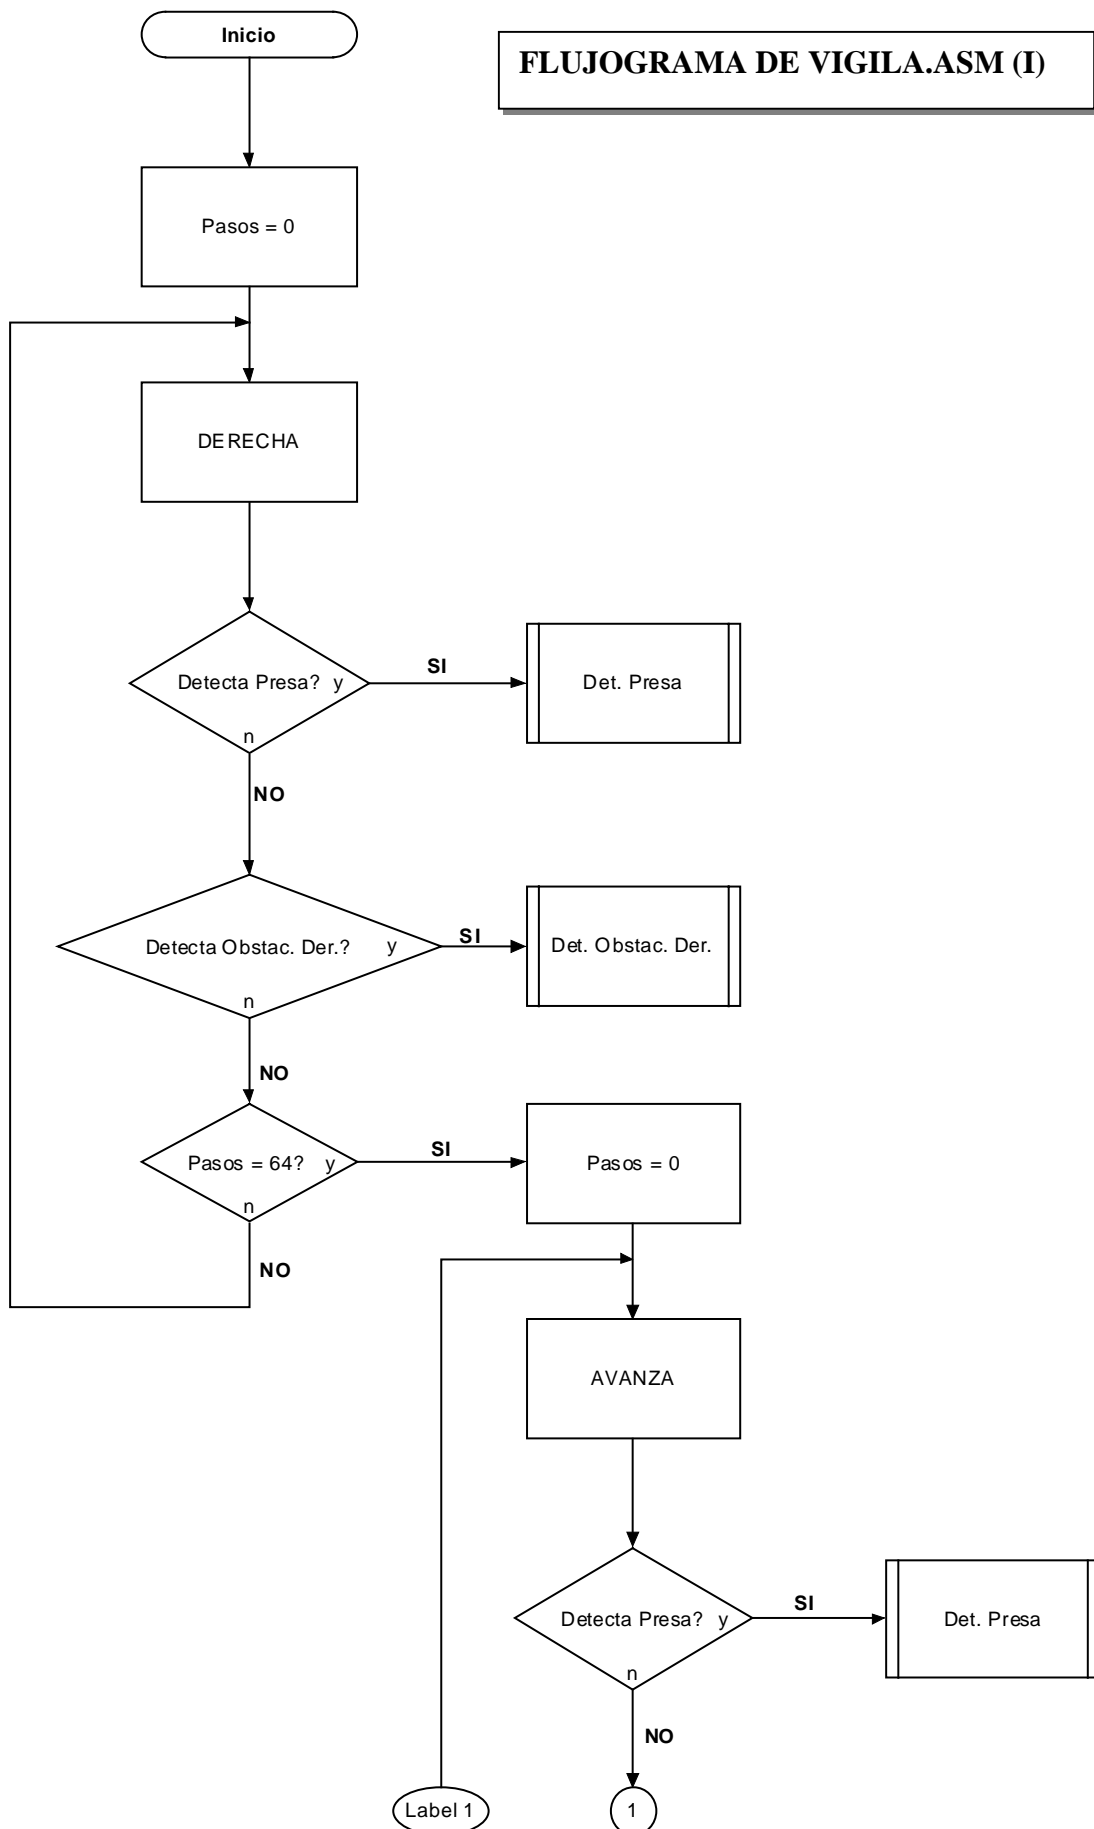 Inicio
FLUJOGRAMA DE VIGILA.ASM (I)
Pasos = 0
DERECHA
Detecta Presa? y
n
SI
Det. Presa
NO
Detecta Obstac. Der.? y
n
SI
Det. Obstac. Der.
NO
Pasos = 64? y
n
SI
Pasos = 0
NO
AVANZA
Detecta Presa? y
n
SI
Det. Presa
NO
Label 1
1